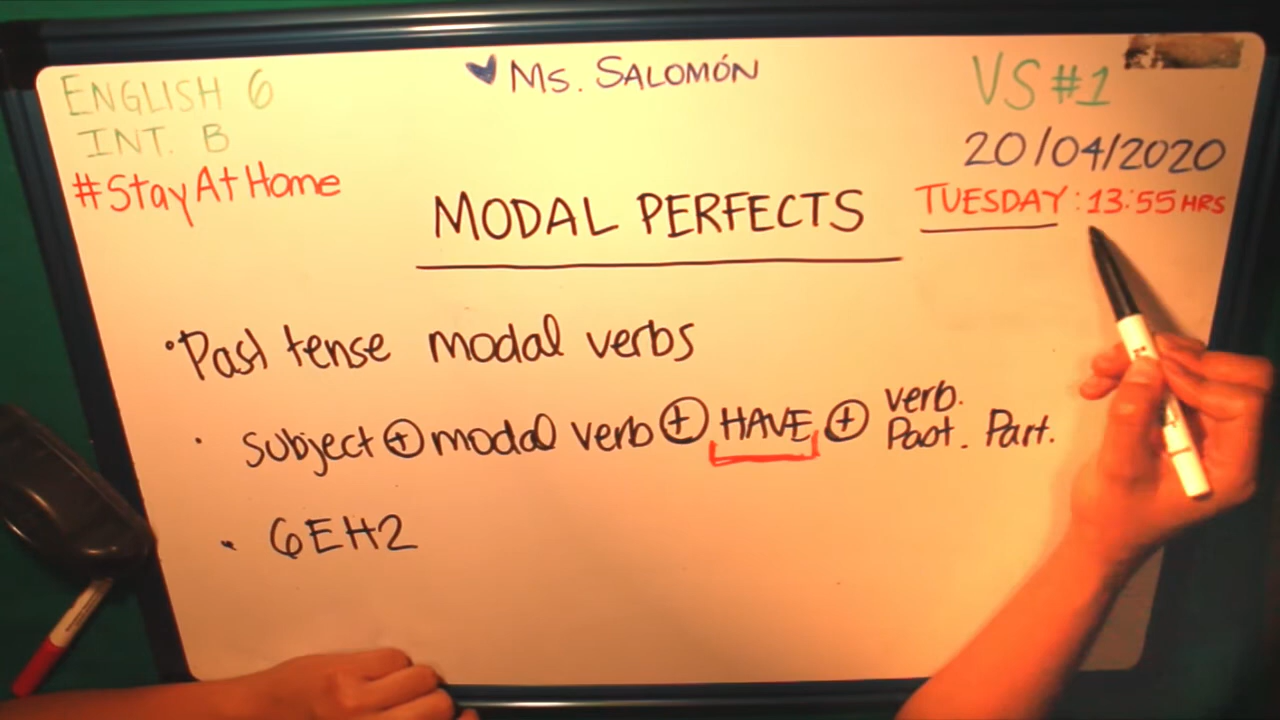 ENGLISH 6
INT. B
#StayAtHome
Ms. SALOMÓN
VS #1
20/04/2020
TUESDAY: 13:55 HRS
MODAL PERFECTS
• Past tense modal verbs
• Subject + modal verb + HAVE + verb. Past. Part.
• 6EH2